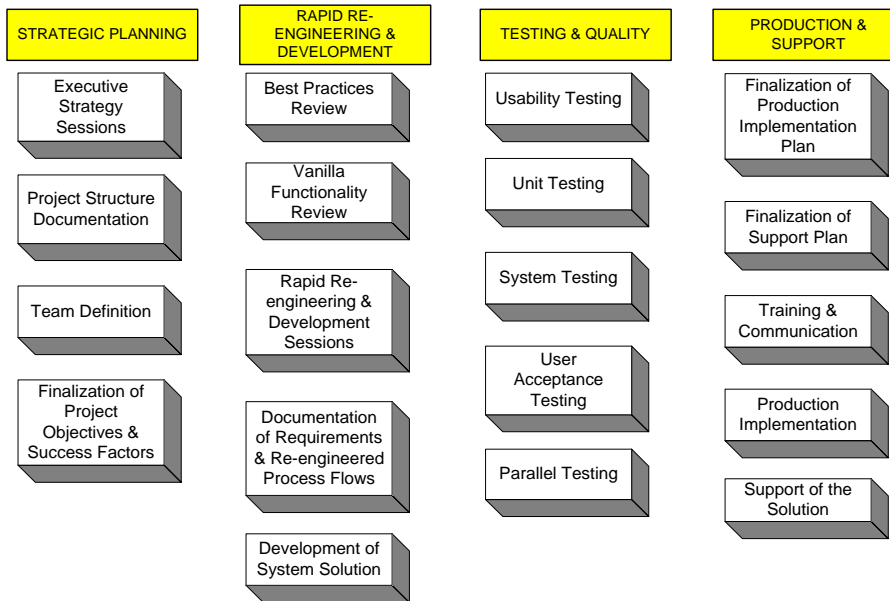 STRATEGIC PLANNING
Executive
Strategy
Sessions
Project Structure
Documentation
Team Definition
Finalization of
Project
Objectives &
Success Factors
RAPID RE-
ENGINEERING &
DEVELOPMENT
Best Practices
Review
Vanilla
Functionality
Review
Rapid Re-
engineering &
Development
Sessions
Documentation
of Requirements
& Re-engineered
Process Flows
Development of
System Solution
TESTING & QUALITY
Usability Testing
Unit Testing
System Testing
User
Acceptance
Testing
Parallel Testing
PRODUCTION &
SUPPORT
Finalization of
Production
Implementation
Plan
Finalization of
Support Plan
Training &
Communication
Production
Implementation
Support of the
Solution